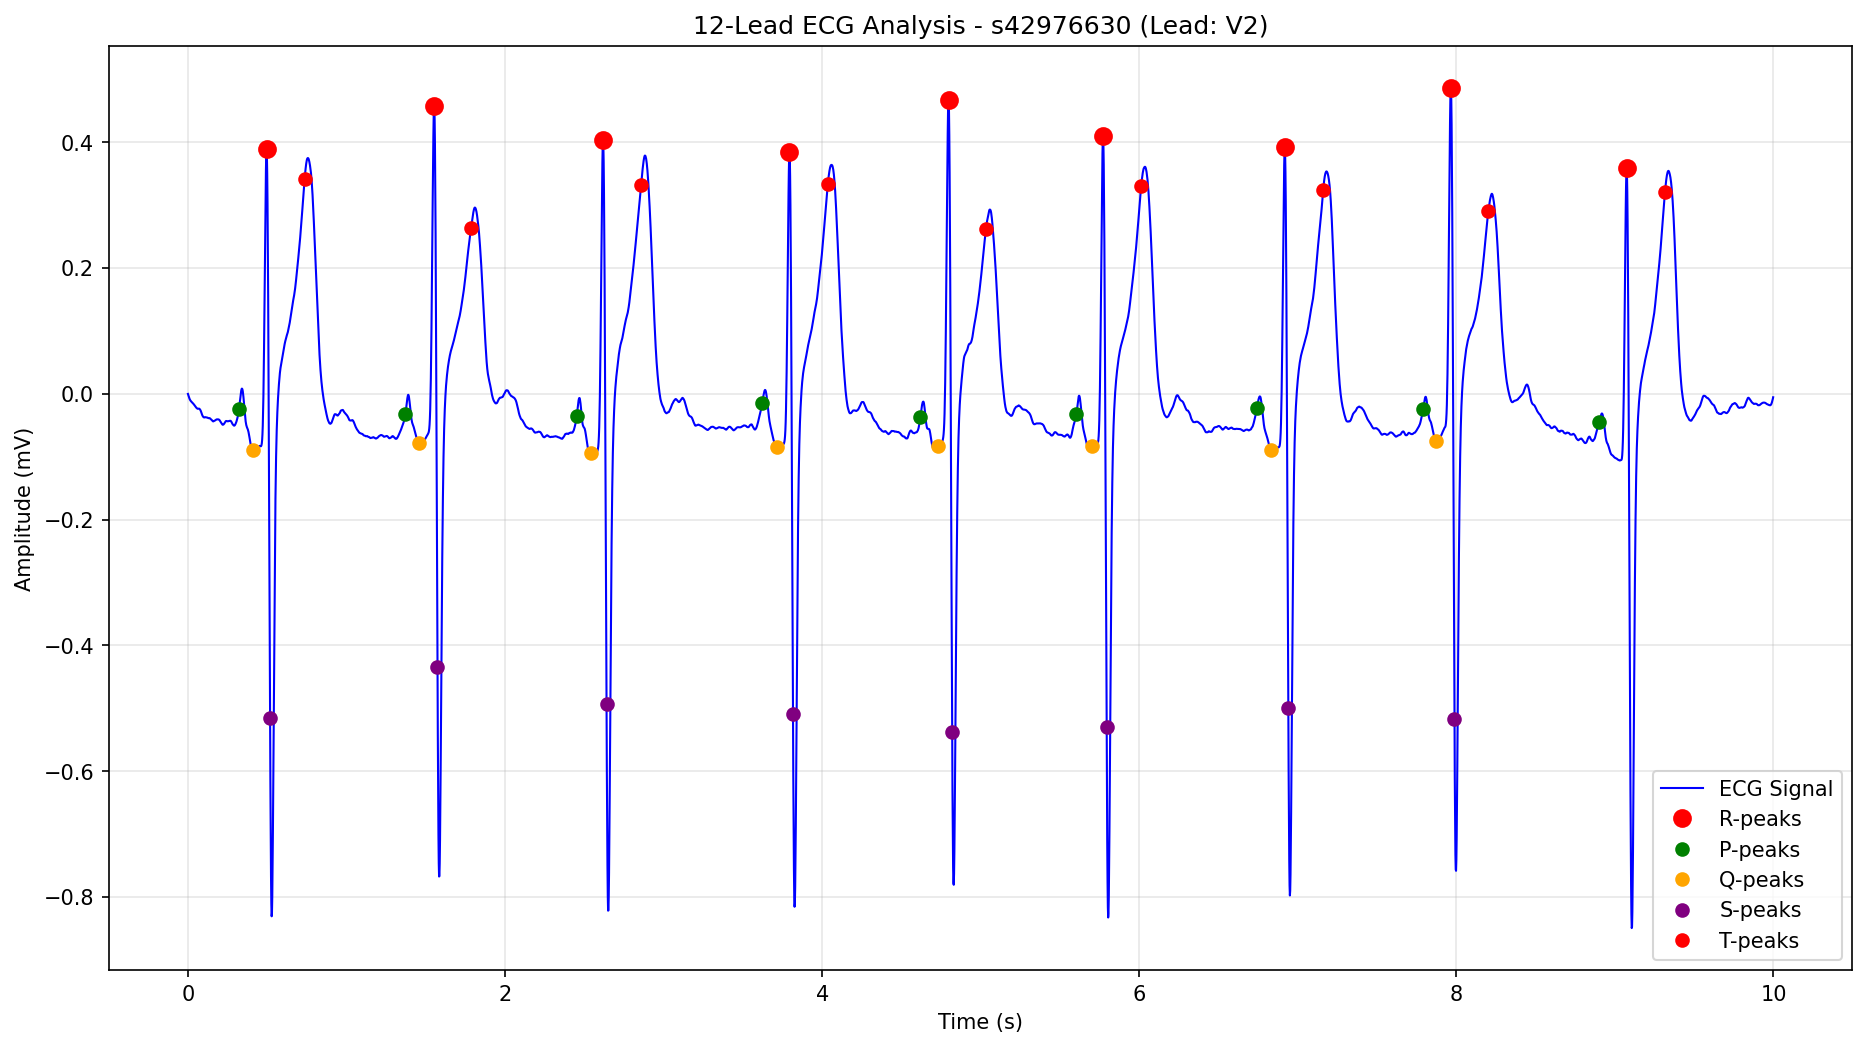 12-Lead ECG Analysis - s42976630 (Lead: V2)
Amplitude (mV)
0.4
0.2
0.0
−0.2
−0.4
−0.6
−0.8
0 2 4 6 8 10
Time (s)
ECG Signal
R-peaks
P-peaks
Q-peaks
S-peaks
T-peaks